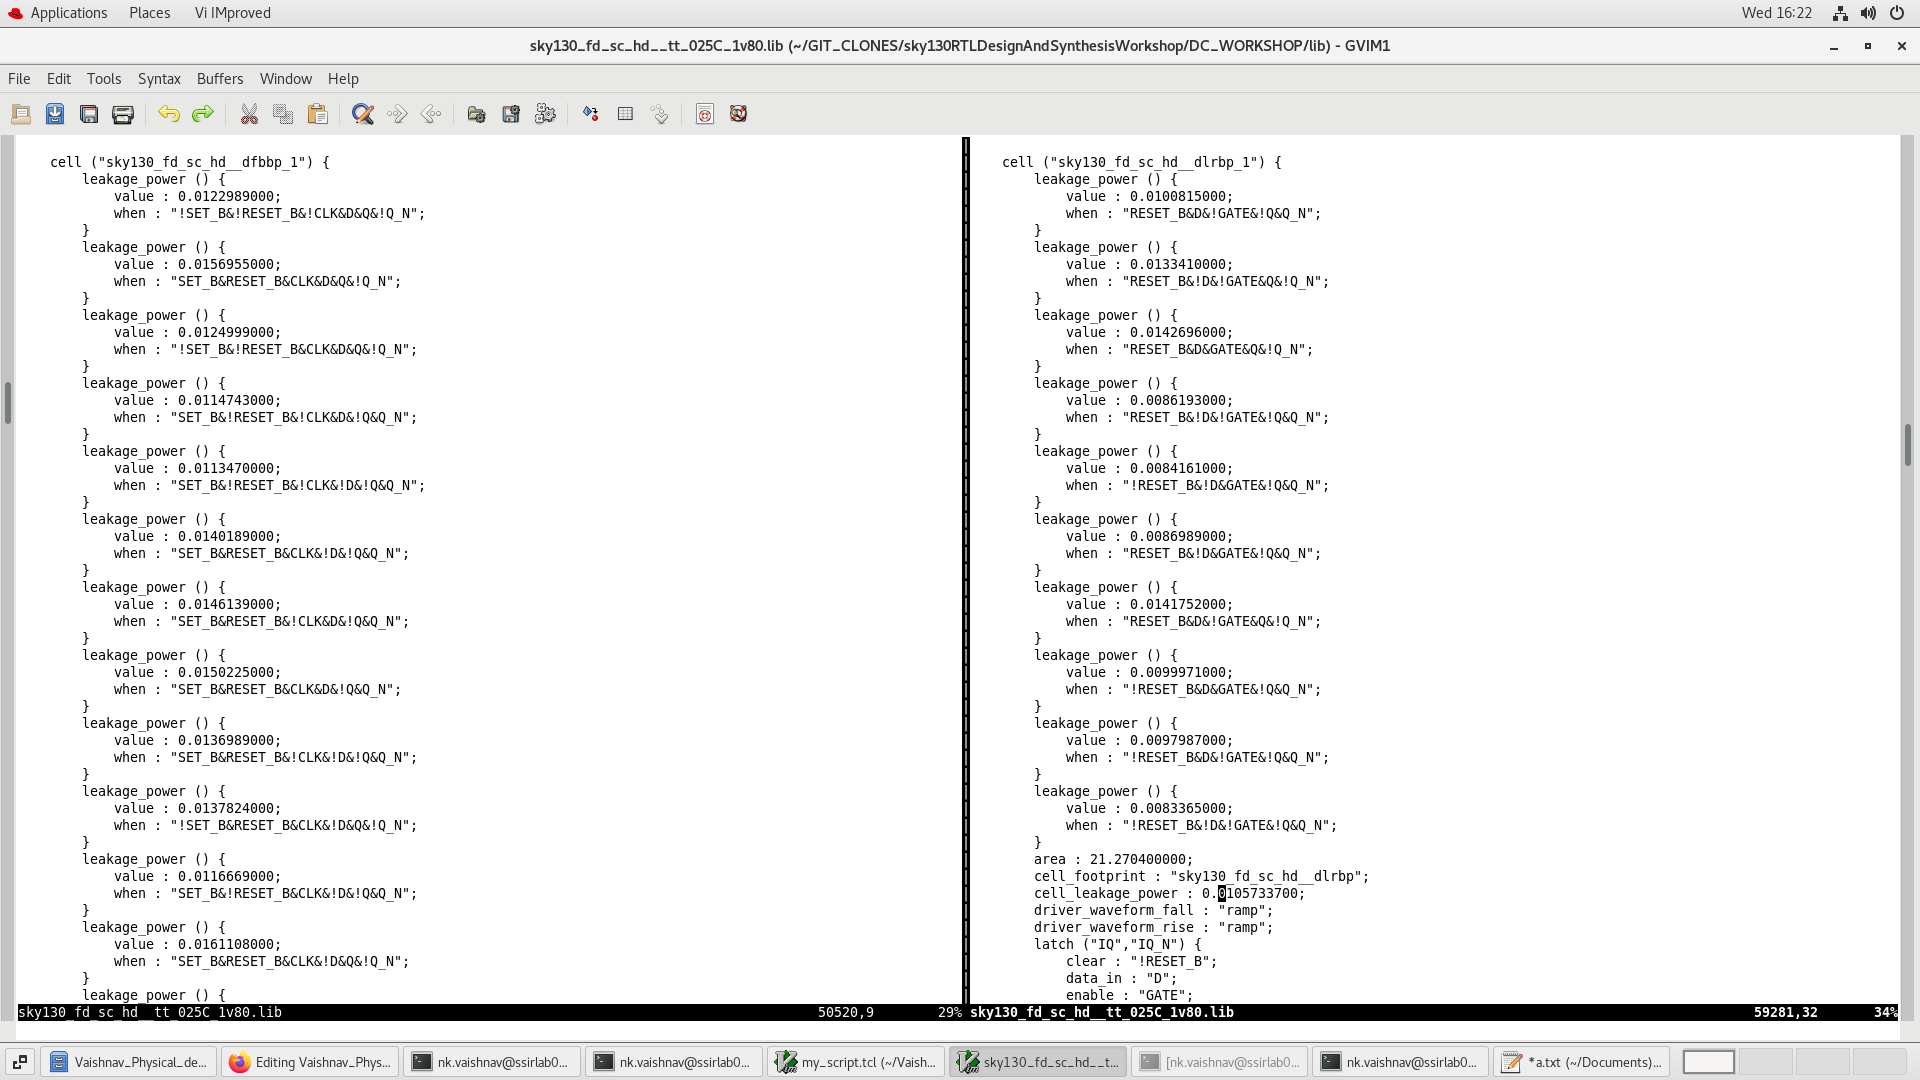 Applications Places Vi IMproved Wed 16:22
sky130_fd_sc_hd__tt_025C_1v80.lib (~/GIT_CLONES/sky130RTLDesignAndSynthesisWorkshop/DC_WORKSHOP/lib) - GVIM1
File Edit Tools Syntax Buffers Window Help
cell ("sky130_fd_sc_hd__dfbbp_1") {
leakage_power () {
value : 0.0122989000;
when : "!SET_B&!RESET_B&!CLK&D&Q&!Q_N";
}
leakage_power () {
value : 0.0156955000;
when : "SET_B&RESET_B&CLK&D&Q&!Q_N";
}
leakage_power () {
value : 0.0124999000;
when : "!SET_B&!RESET_B&CLK&D&Q&!Q_N";
}
leakage_power () {
value : 0.0114743000;
when : "SET_B&!RESET_B&!CLK&D&!Q&Q_N";
}
leakage_power () {
value : 0.0113470000;
when : "SET_B&!RESET_B&!CLK&!D&!Q&Q_N";
}
leakage_power () {
value : 0.0140189000;
when : "SET_B&RESET_B&CLK&!D&!Q&Q_N";
}
leakage_power () {
value : 0.0146139000;
when : "SET_B&RESET_B&!CLK&D&!Q&Q_N";
}
leakage_power () {
value : 0.0150225000;
when : "SET_B&RESET_B&CLK&D&!Q&Q_N";
}
leakage_power () {
value : 0.0136989000;
when : "SET_B&RESET_B&!CLK&!D&!Q&Q_N";
}
leakage_power () {
value : 0.0137824000;
when : "!SET_B&RESET_B&CLK&!D&Q&!Q_N";
}
leakage_power () {
value : 0.0116669000;
when : "SET_B&!RESET_B&CLK&!D&!Q&Q_N";
}
leakage_power () {
value : 0.0161108000;
when : "SET_B&RESET_B&CLK&!D&Q&!Q_N";
}
leakage_power () {
sky130_fd_sc_hd__tt_025C_1v80.lib 50520,9 29%
cell ("sky130_fd_sc_hd__dlrbp_1") {
leakage_power () {
value : 0.0100815000;
when : "RESET_B&D&!GATE&!Q&Q_N";
}
leakage_power () {
value : 0.0133410000;
when : "RESET_B&!D&!GATE&Q&!Q_N";
}
leakage_power () {
value : 0.0142696000;
when : "RESET_B&D&GATE&Q&!Q_N";
}
leakage_power () {
value : 0.0086193000;
when : "RESET_B&!D&!GATE&!Q&Q_N";
}
leakage_power () {
value : 0.0084161000;
when : "!RESET_B&!D&GATE&!Q&Q_N";
}
leakage_power () {
value : 0.0086989000;
when : "RESET_B&!D&GATE&!Q&Q_N";
}
leakage_power () {
value : 0.0141752000;
when : "RESET_B&D&!GATE&Q&!Q_N";
}
leakage_power () {
value : 0.0099971000;
when : "!RESET_B&D&GATE&!Q&Q_N";
}
leakage_power () {
value : 0.0097987000;
when : "!RESET_B&D&!GATE&!Q&Q_N";
}
leakage_power () {
value : 0.0083365000;
when : "!RESET_B&!D&!GATE&!Q&Q_N";
}
area : 21.270400000;
cell_footprint : "sky130_fd_sc_hd__dlrbp";
cell_leakage_power : 0.0105733700;
driver_waveform_fall : "ramp";
driver_waveform_rise : "ramp";
latch ("IQ","IQ_N") {
clear : "!RESET_B";
data_in : "D";
enable : "GATE";
sky130_fd_sc_hd__tt_025C_1v80.lib 59281,32 34%
Vaishnav_Physical_de... Editing Vaishnav_Phys... nk.vaishnav@ssirlab0... nk.vaishnav@ssirlab0... my_script.tcl (~/Vaish... sky130_fd_sc_hd__t... [nk.vaishnav@ssirlab0... nk.vaishnav@ssirlab0... *a.txt (~/Documents)...